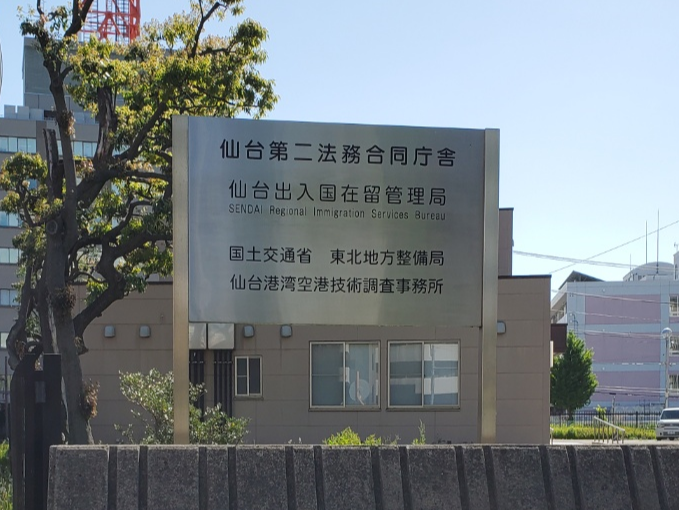 仙台第二法務合同庁舎
仙台出入国在留管理局
SENDAI Regional Immigration Services Bureau
国土交通省　東北地方整備局
仙台港湾空港技術調査事務所